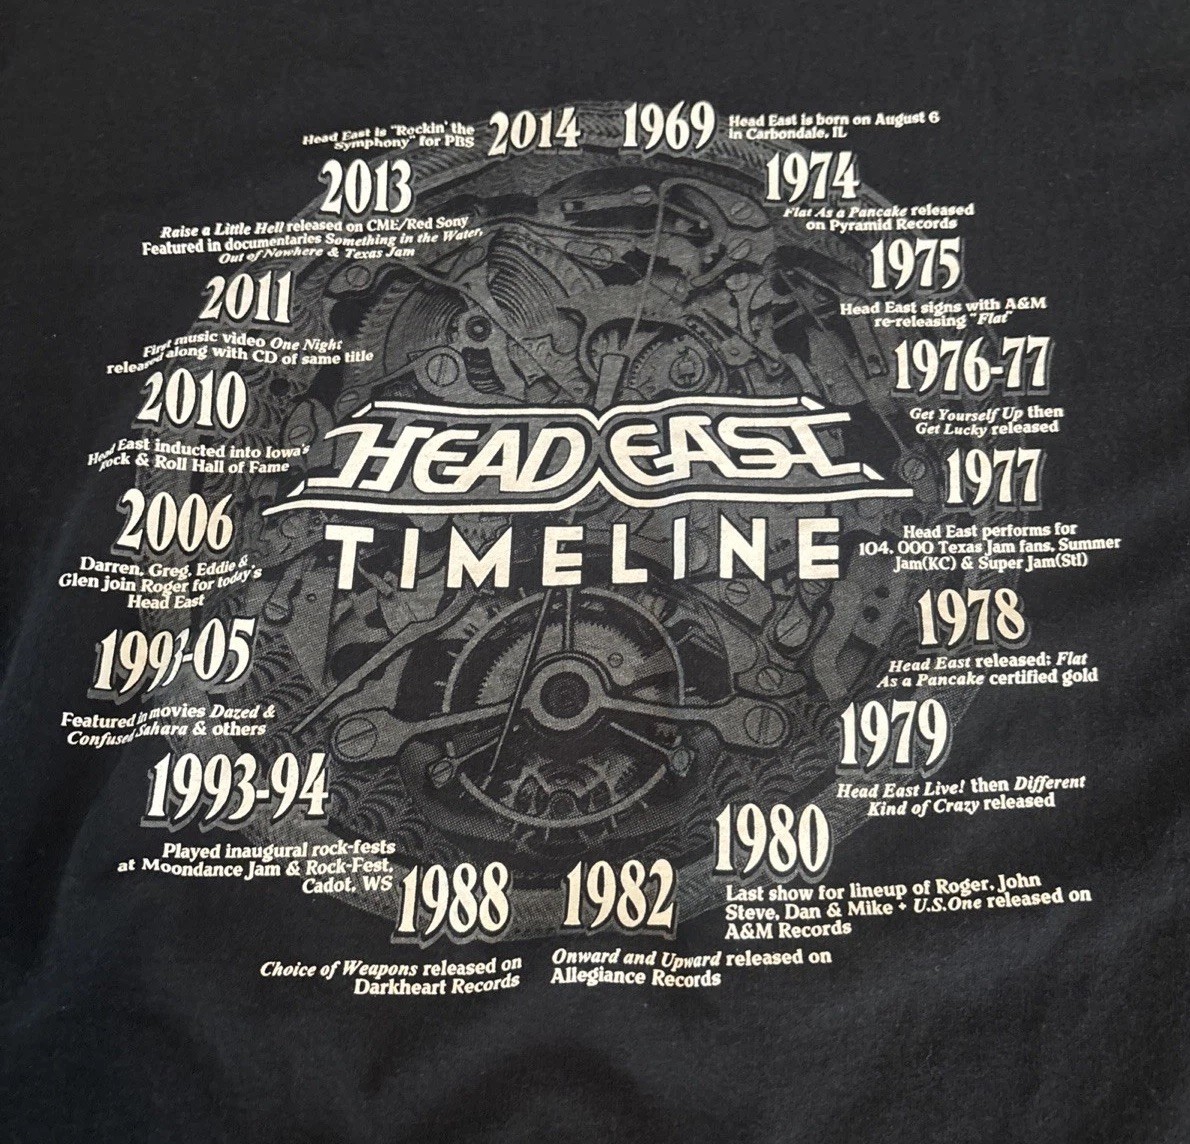 HEAD EAST
TIMELINE
1969
Head East is born on August 6
in Carbondale, IL
1974
Flat As a Pancake released
on Pyramid Records
1975
Head East signs with A&M
re-releasing "Flat"
1976-77
Get Yourself Up then
Get Lucky released
1977
Head East performs for
104,000 Texas Jam fans, Summer
Jam(KC) & Super Jam(Stl)
1978
Head East released; Flat
As a Pancake certified gold
1979
Head East Live! then Different
Kind of Crazy released
1980
Last show for lineup of Roger, John
Steve, Dan & Mike • U.S.One released on
A&M Records
1982
Onward and Upward released on
Allegiance Records
1988
Choice of Weapons released on
Darkheart Records
1993-94
Played inaugural rock-fests
at Moondance Jam & Rock-Fest,
Cadot, WS
1993-05
Featured in movies Dazed &
Confused Sahara & others
2006
Darren, Greg, Eddie &
Glen join Roger for today's
Head East
2010
Head East inducted into Iowa's
rock & Roll Hall of Fame
2011
First music video One Night
released along with CD of same title
2013
Raise a Little Hell released on CME/Red Sony
Featured in documentaries Something in the Water,
Out of Nowhere & Texas Jam
2014
Head East is "Rockin' the
Symphony" for PBS